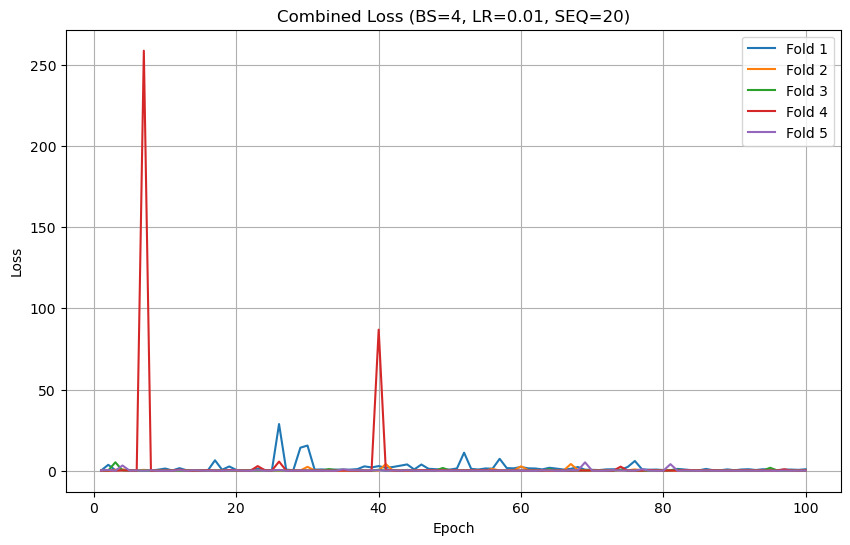 Combined Loss (BS=4, LR=0.01, SEQ=20)
Fold 1
Fold 2
Fold 3
Fold 4
Fold 5
250
200
150
100
50
0
Loss
0 20 40 60 80 100
Epoch